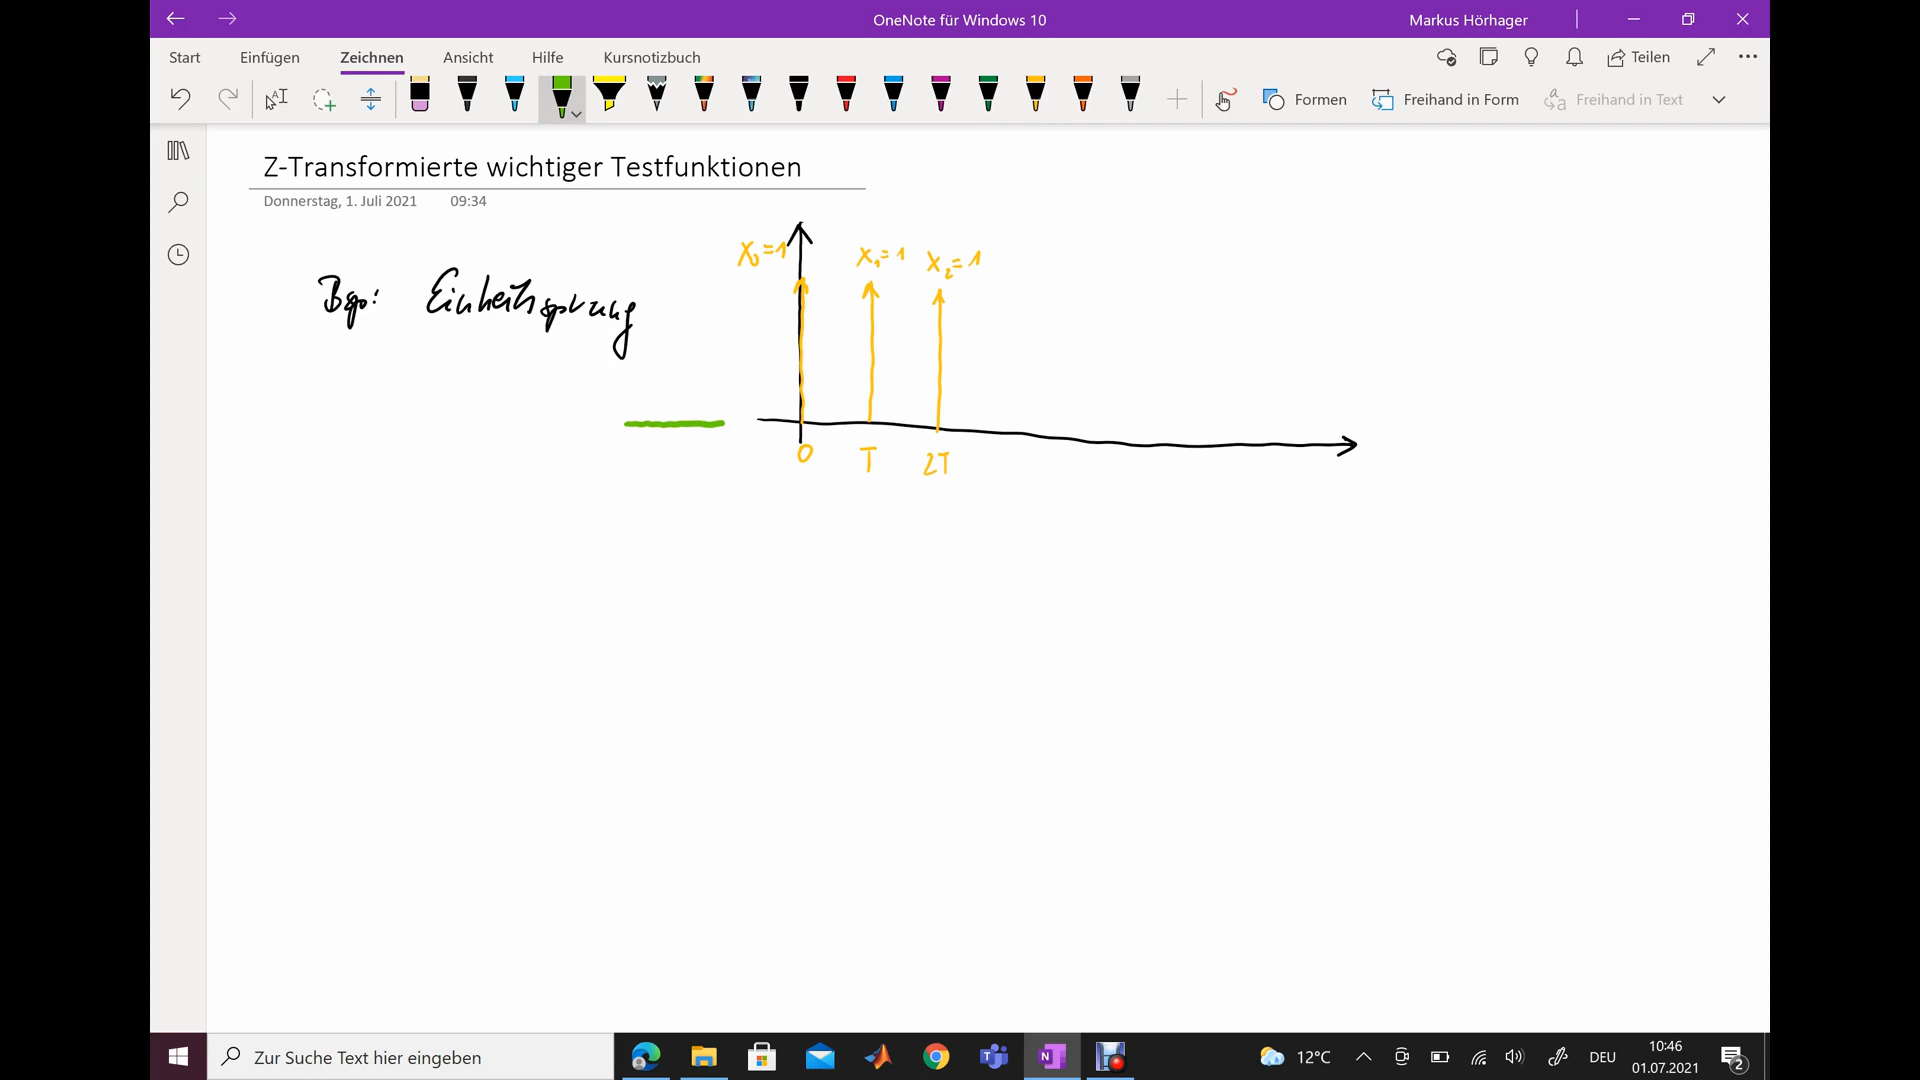 OneNote für Windows 10
Markus Hörhager
Start Einfügen Zeichnen Ansicht Hilfe Kursnotizbuch
Teilen
Formen Freihand in Form Freihand in Text
Z-Transformierte wichtiger Testfunktionen
Donnerstag, 1. Juli 2021 09:34
x₀=1 x₁=1 x₂=1
Bsp: Einheitssprung
0 T 2T
Zur Suche Text hier eingeben
12°C
DEU
10:46
01.07.2021
2